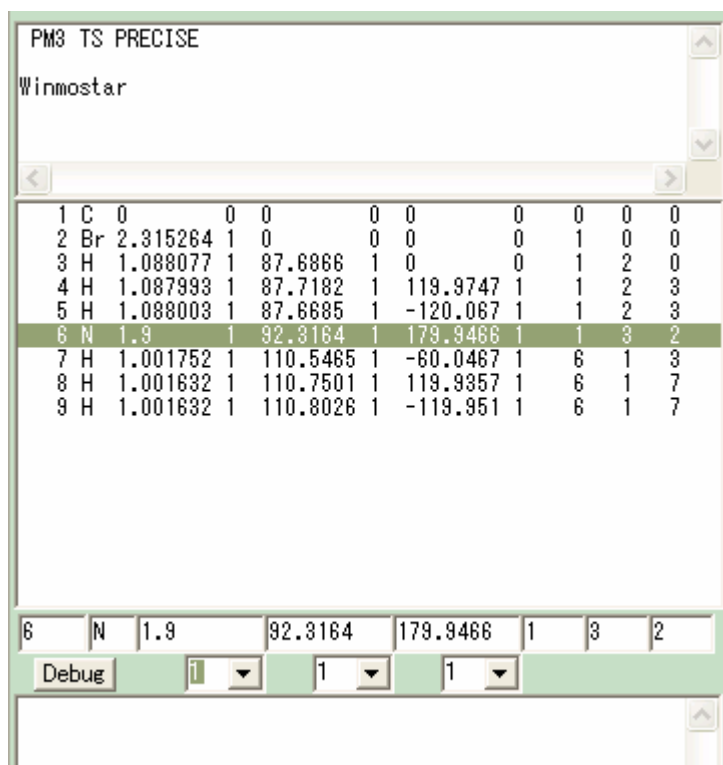 PM3 TS PRECISE
Winmostar
1 C 0 0 0 0 0 0 0 0 0
2 Br 2.315264 1 0 0 0 0 1 0 0
3 H 1.088077 1 87.6866 1 0 0 1 2 0
4 H 1.087993 1 87.7182 1 119.9747 1 1 2 3
5 H 1.088003 1 87.6685 1 -120.067 1 1 2 3
6 N 1.9 1 92.3164 1 179.9466 1 1 3 2
7 H 1.001752 1 110.5465 1 -60.0467 1 6 1 3
8 H 1.001632 1 110.7501 1 119.9357 1 6 1 7
9 H 1.001632 1 110.8026 1 -119.951 1 6 1 7
6 N 1.9 92.3164 179.9466 1 3 2
Debug 1 1 1